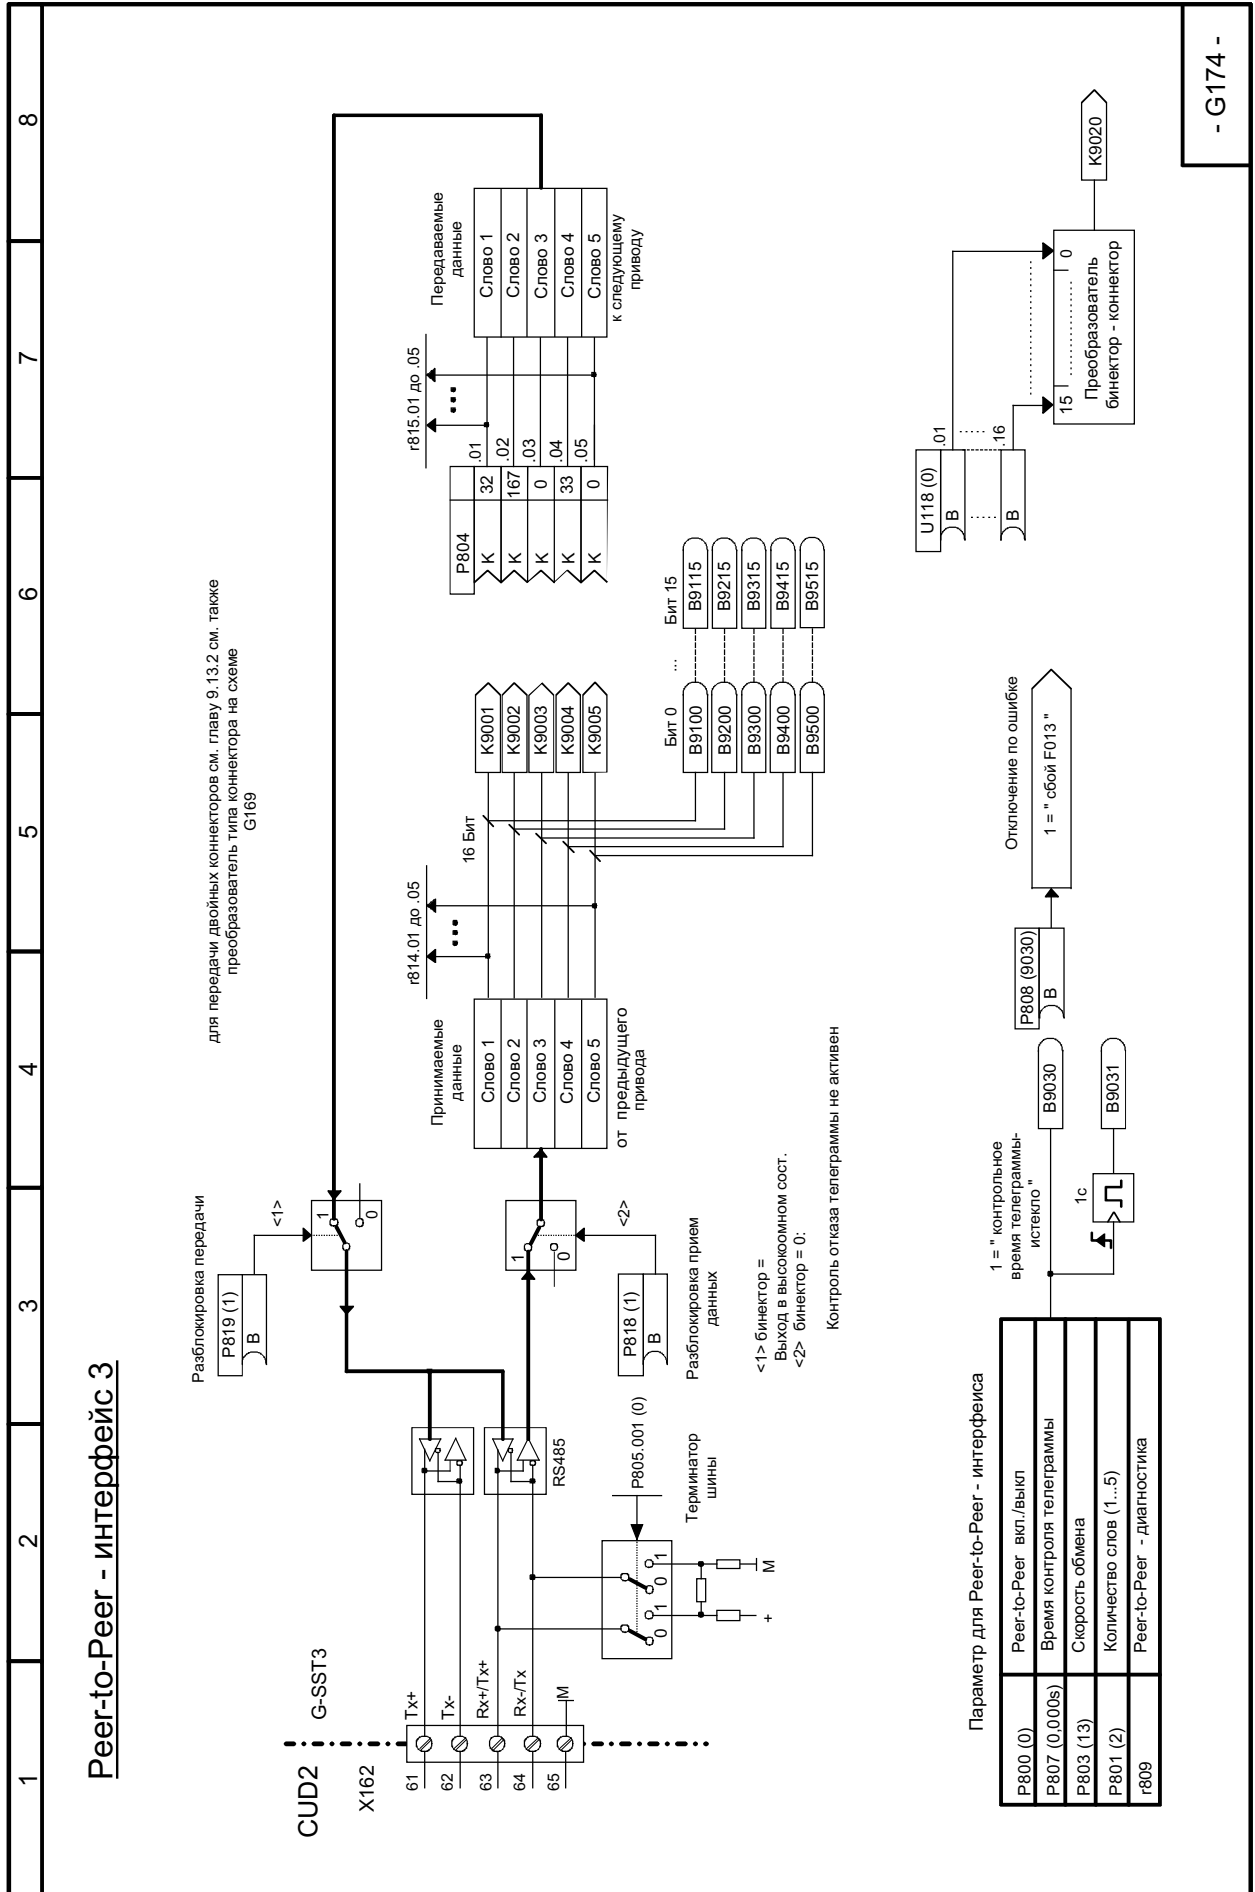 1 2 3 4 5 6 7 8
Peer-to-Peer - интерфейс 3
для передачи двойных коннекторов см. главу 9.13.2 см. также
преобразователь типа коннектора на схеме
G169
CUD2
G-SST3
X162
61
Tx+
62
Tx-
63
Rx+/Tx+
64
Rx-/Tx
65
M
RS485
P805.001 (0)
Терминатор
шины
0 1 0 1
+
M
Разблокировка передачи
P819 (1)
B
<1>
1
0
1
0
<2>
P818 (1)
B
Разблокировка прием
данных
<1> бинектор =
Выход в высокоомном сост.
<2> бинектор = 0:
Контроль отказа телеграммы не активен
Принимаемые
данные
Слово 1
Слово 2
Слово 3
Слово 4
Слово 5
от предыдущего
привода
r814.01 до .05
16 Бит
K9001
K9002
K9003
K9004
K9005
Бит 0 ... Бит 15
B9100 B9115
B9200 B9215
B9300 B9315
B9400 B9415
B9500 B9515
P804
K 32 .01
K 167 .02
K 0 .03
K 33 .04
K 0 .05
r815.01 до .05
Передаваемые
данные
Слово 1
Слово 2
Слово 3
Слово 4
Слово 5
к следующему
приводу
Параметр для Peer-to-Peer - интерфеиса
P800 (0) Peer-to-Peer вкл./выкл
P807 (0,000s) Время контроля телеграммы
P803 (13) Скорость обмена
P801 (2) Количество слов (1...5)
r809 Peer-to-Peer - диагностика
1 = " контрольное
время телеграммы-
истекло "
1с
B9030
B9031
P808 (9030)
B
Отключение по ошибке
1 = " сбой F013 "
U118 (0)
B .01
B .16
15 0
Преобразователь
бинектор - коннектор
K9020
- G174 -